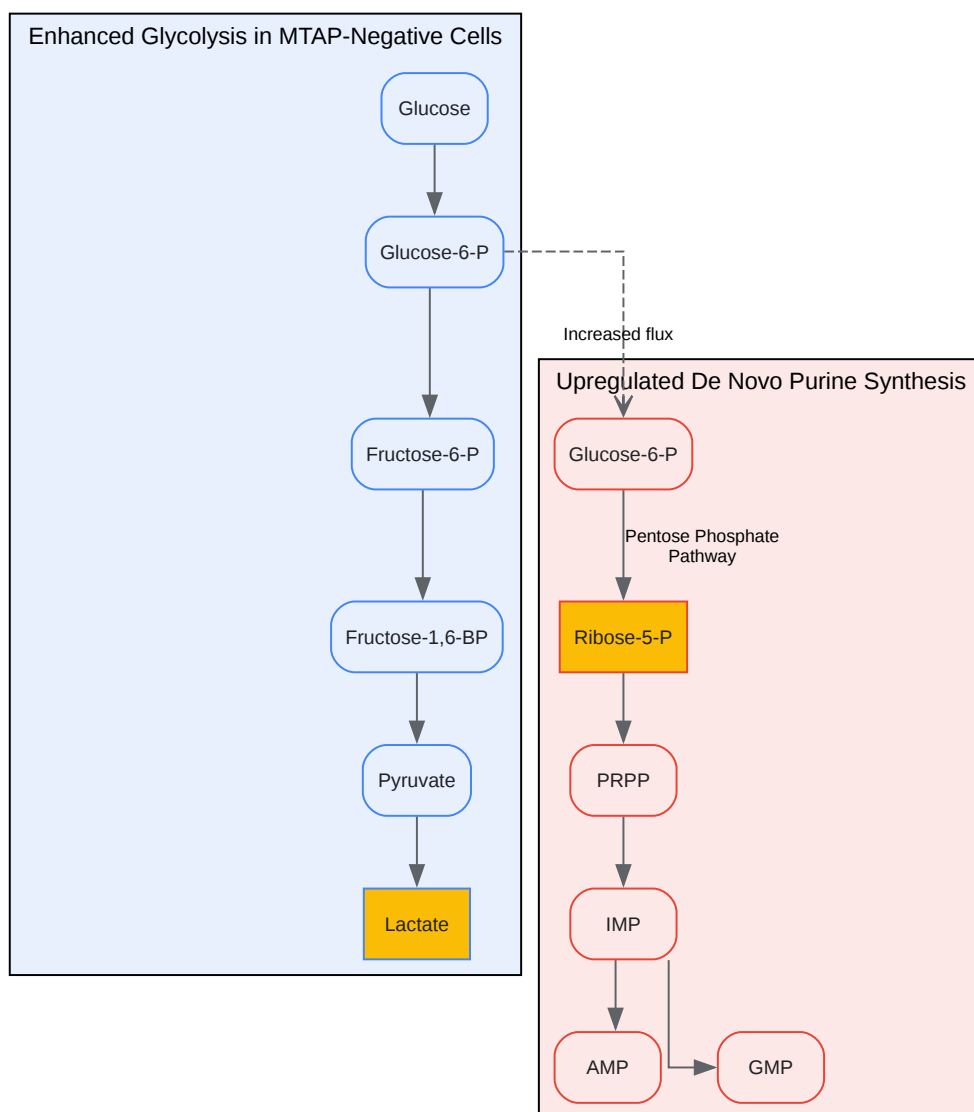 Enhanced Glycolysis in MTAP-Negative Cells
Glucose
Glucose-6-P
Fructose-6-P
Fructose-1,6-BP
Pyruvate
Lactate
Increased flux
Upregulated De Novo Purine Synthesis
Glucose-6-P
Pentose Phosphate
Pathway
Ribose-5-P
PRPP
IMP
AMP
GMP